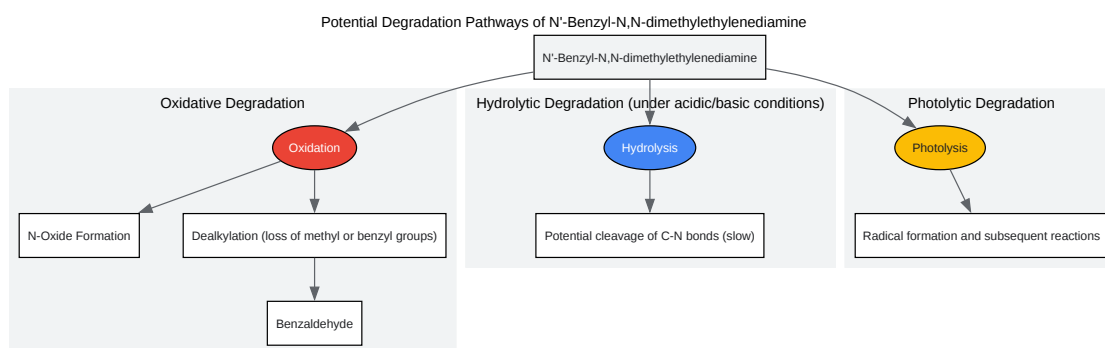 Potential Degradation Pathways of N'-Benzyl-N,N-dimethylethylenediamine
N'-Benzyl-N,N-dimethylethylenediamine
Oxidative Degradation
Hydrolytic Degradation (under acidic/basic conditions)
Photolytic Degradation
Oxidation
Hydrolysis
Photolysis
N-Oxide Formation
Dealkylation (loss of methyl or benzyl groups)
Potential cleavage of C-N bonds (slow)
Radical formation and subsequent reactions
Benzaldehyde